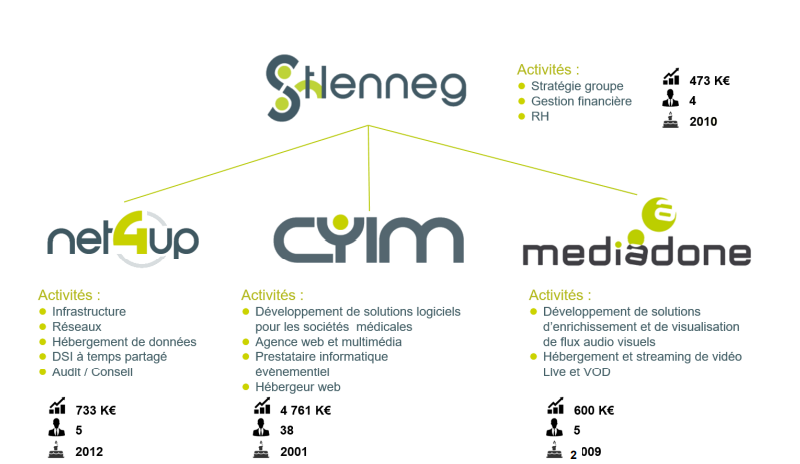 Shlenneg
Activités :
Stratégie groupe
Gestion financière
RH
473 K€
4
2010
net4up
CYIM
mediadone
Activités :
Infrastructure
Réseaux
Hébergement de données
DSI à temps partagé
Audit / Conseil
733 K€
5
2012
Activités :
Développement de solutions logiciels
pour les sociétés médicales
Agence web et multimédia
Prestataire informatique
évènementiel
Hébergeur web
4 761 K€
38
2001
Activités :
Développement de solutions
d'enrichissement et de visualisation
de flux audio visuels
Hébergement et streaming de vidéo
Live et VOD
600 K€
5
2009